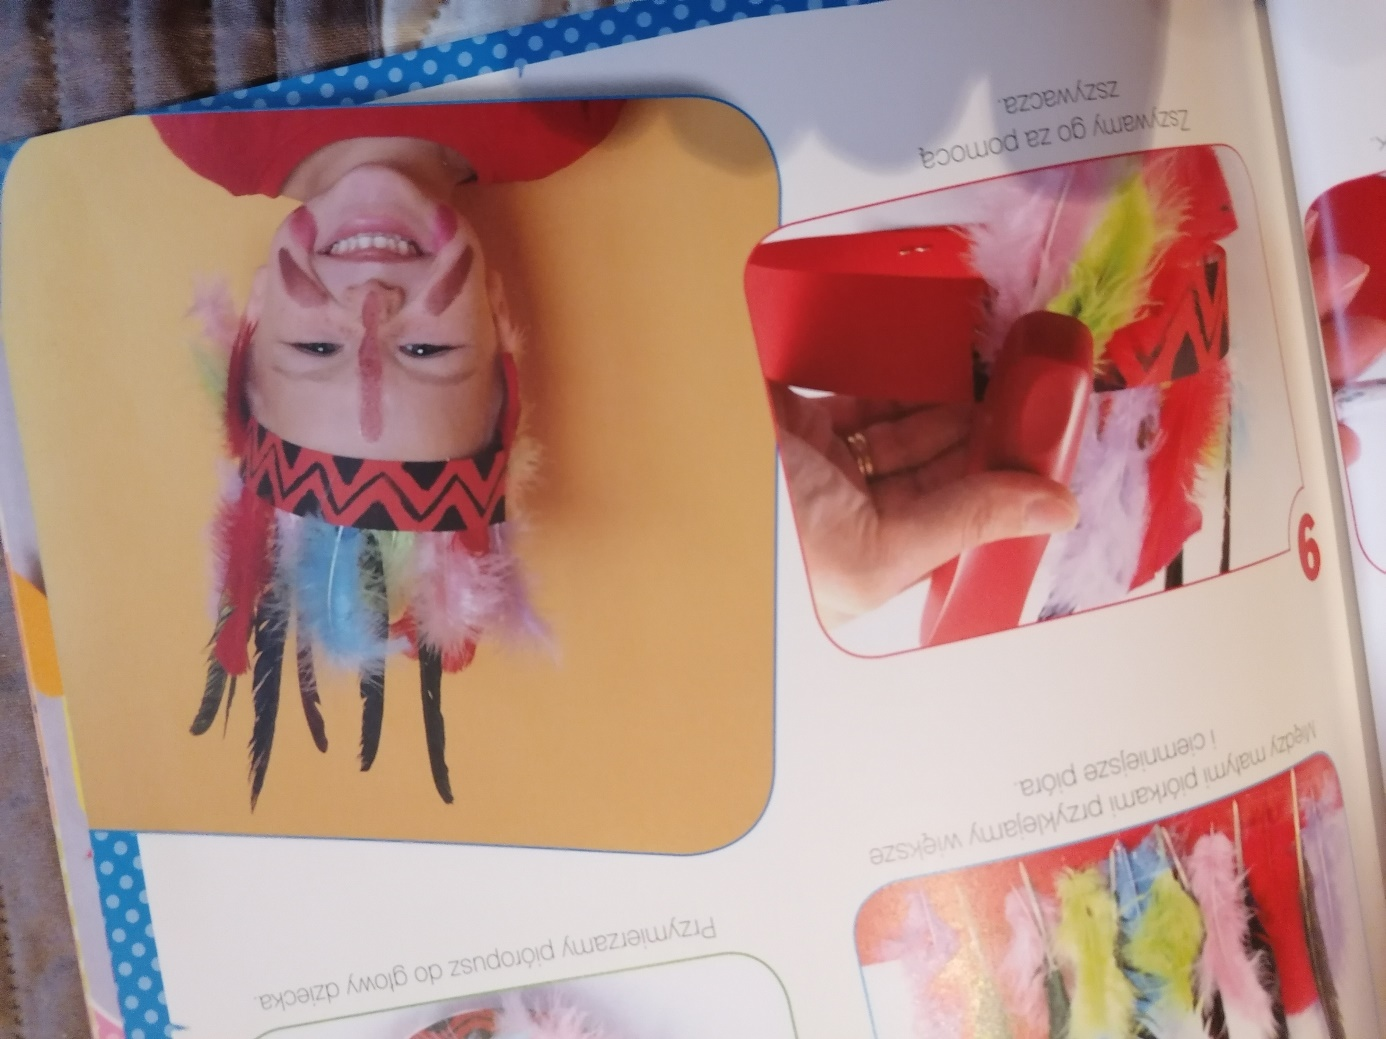 Przymierzamy pióropusz do głowy dziecka.
Między małymi piórkami przyklejamy większe
i ciemniejsze pióra.
6
Zszywamy go za pomocą
zszywacza.